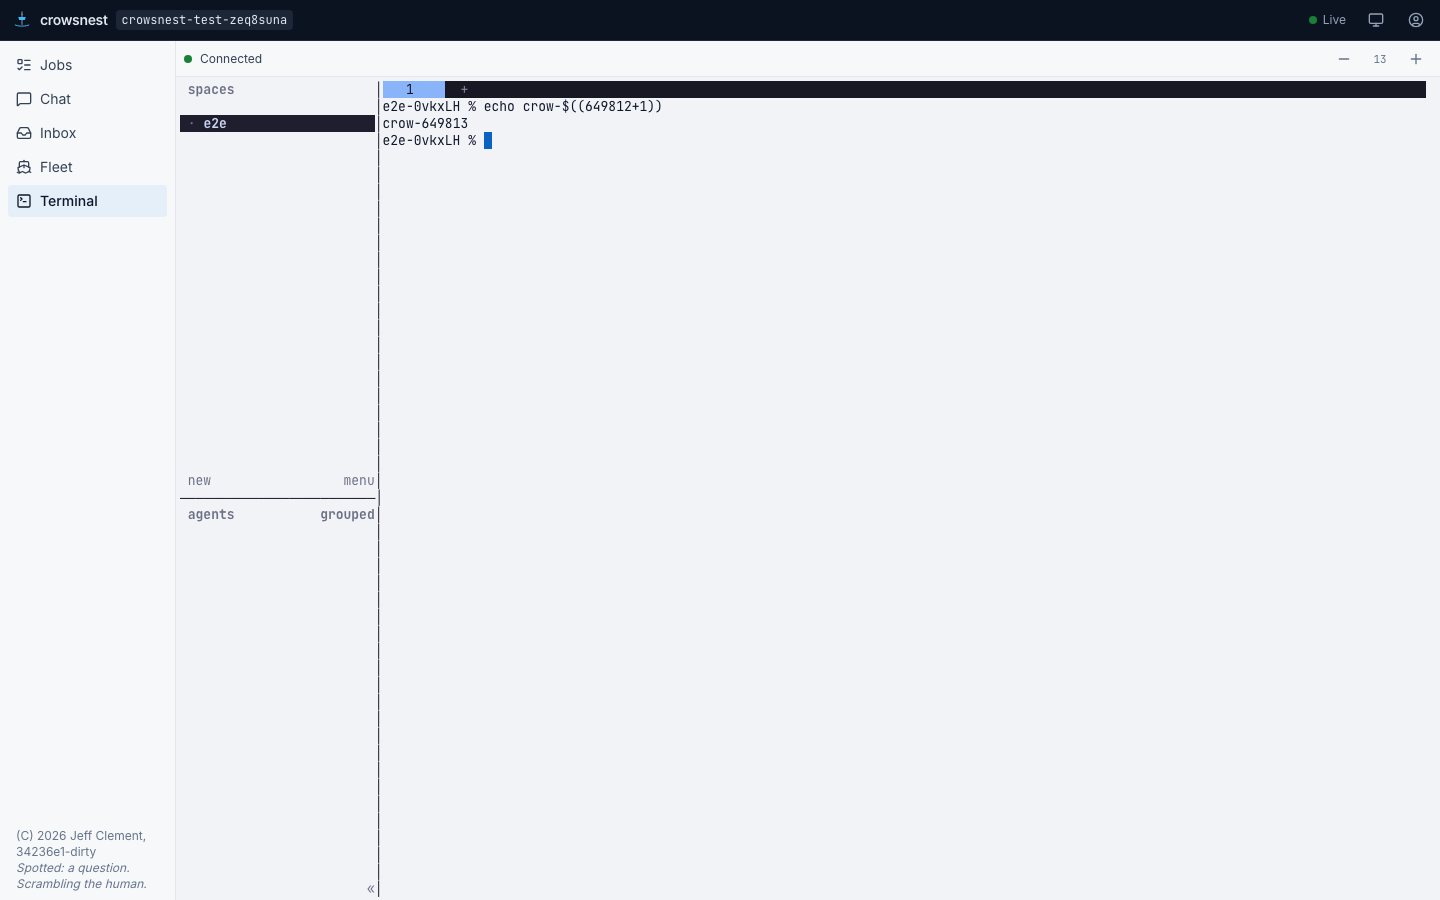 crowsnest crowsnest-test-zeq8suna Live
Jobs
Chat
Inbox
Fleet
Terminal
(C) 2026 Jeff Clement,
34236e1-dirty
Spotted: a question.
Scrambling the human.
Connected − 13 +
spaces
· e2e
new menu
agents grouped
«
1 +
e2e-0vkxLH % echo crow-$((649812+1))
crow-649813
e2e-0vkxLH %